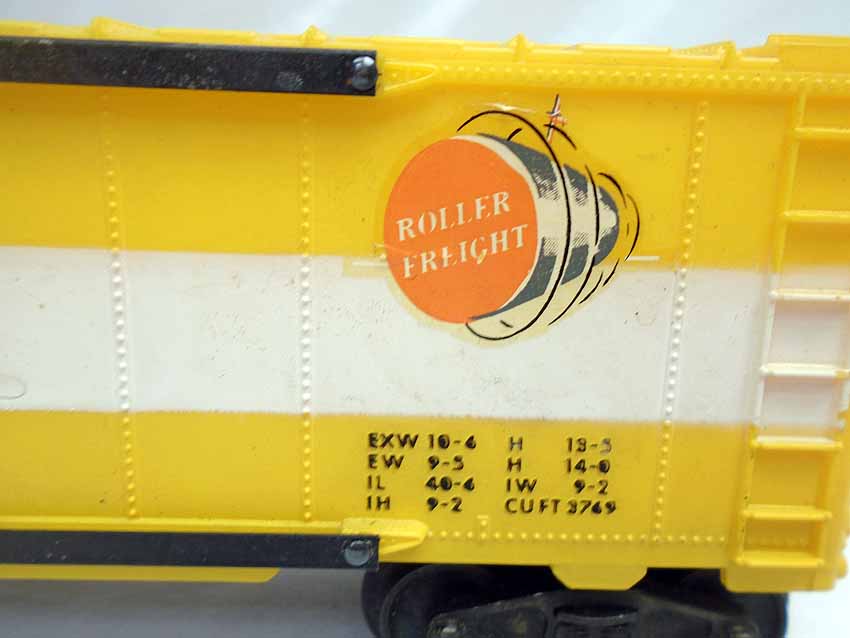 ROLLER
FREIGHT
EXW 10-4 H 13-5
EW 9-5 H 14-0
IL 40-4 IW 9-2
IH 9-2 CU FT 3769